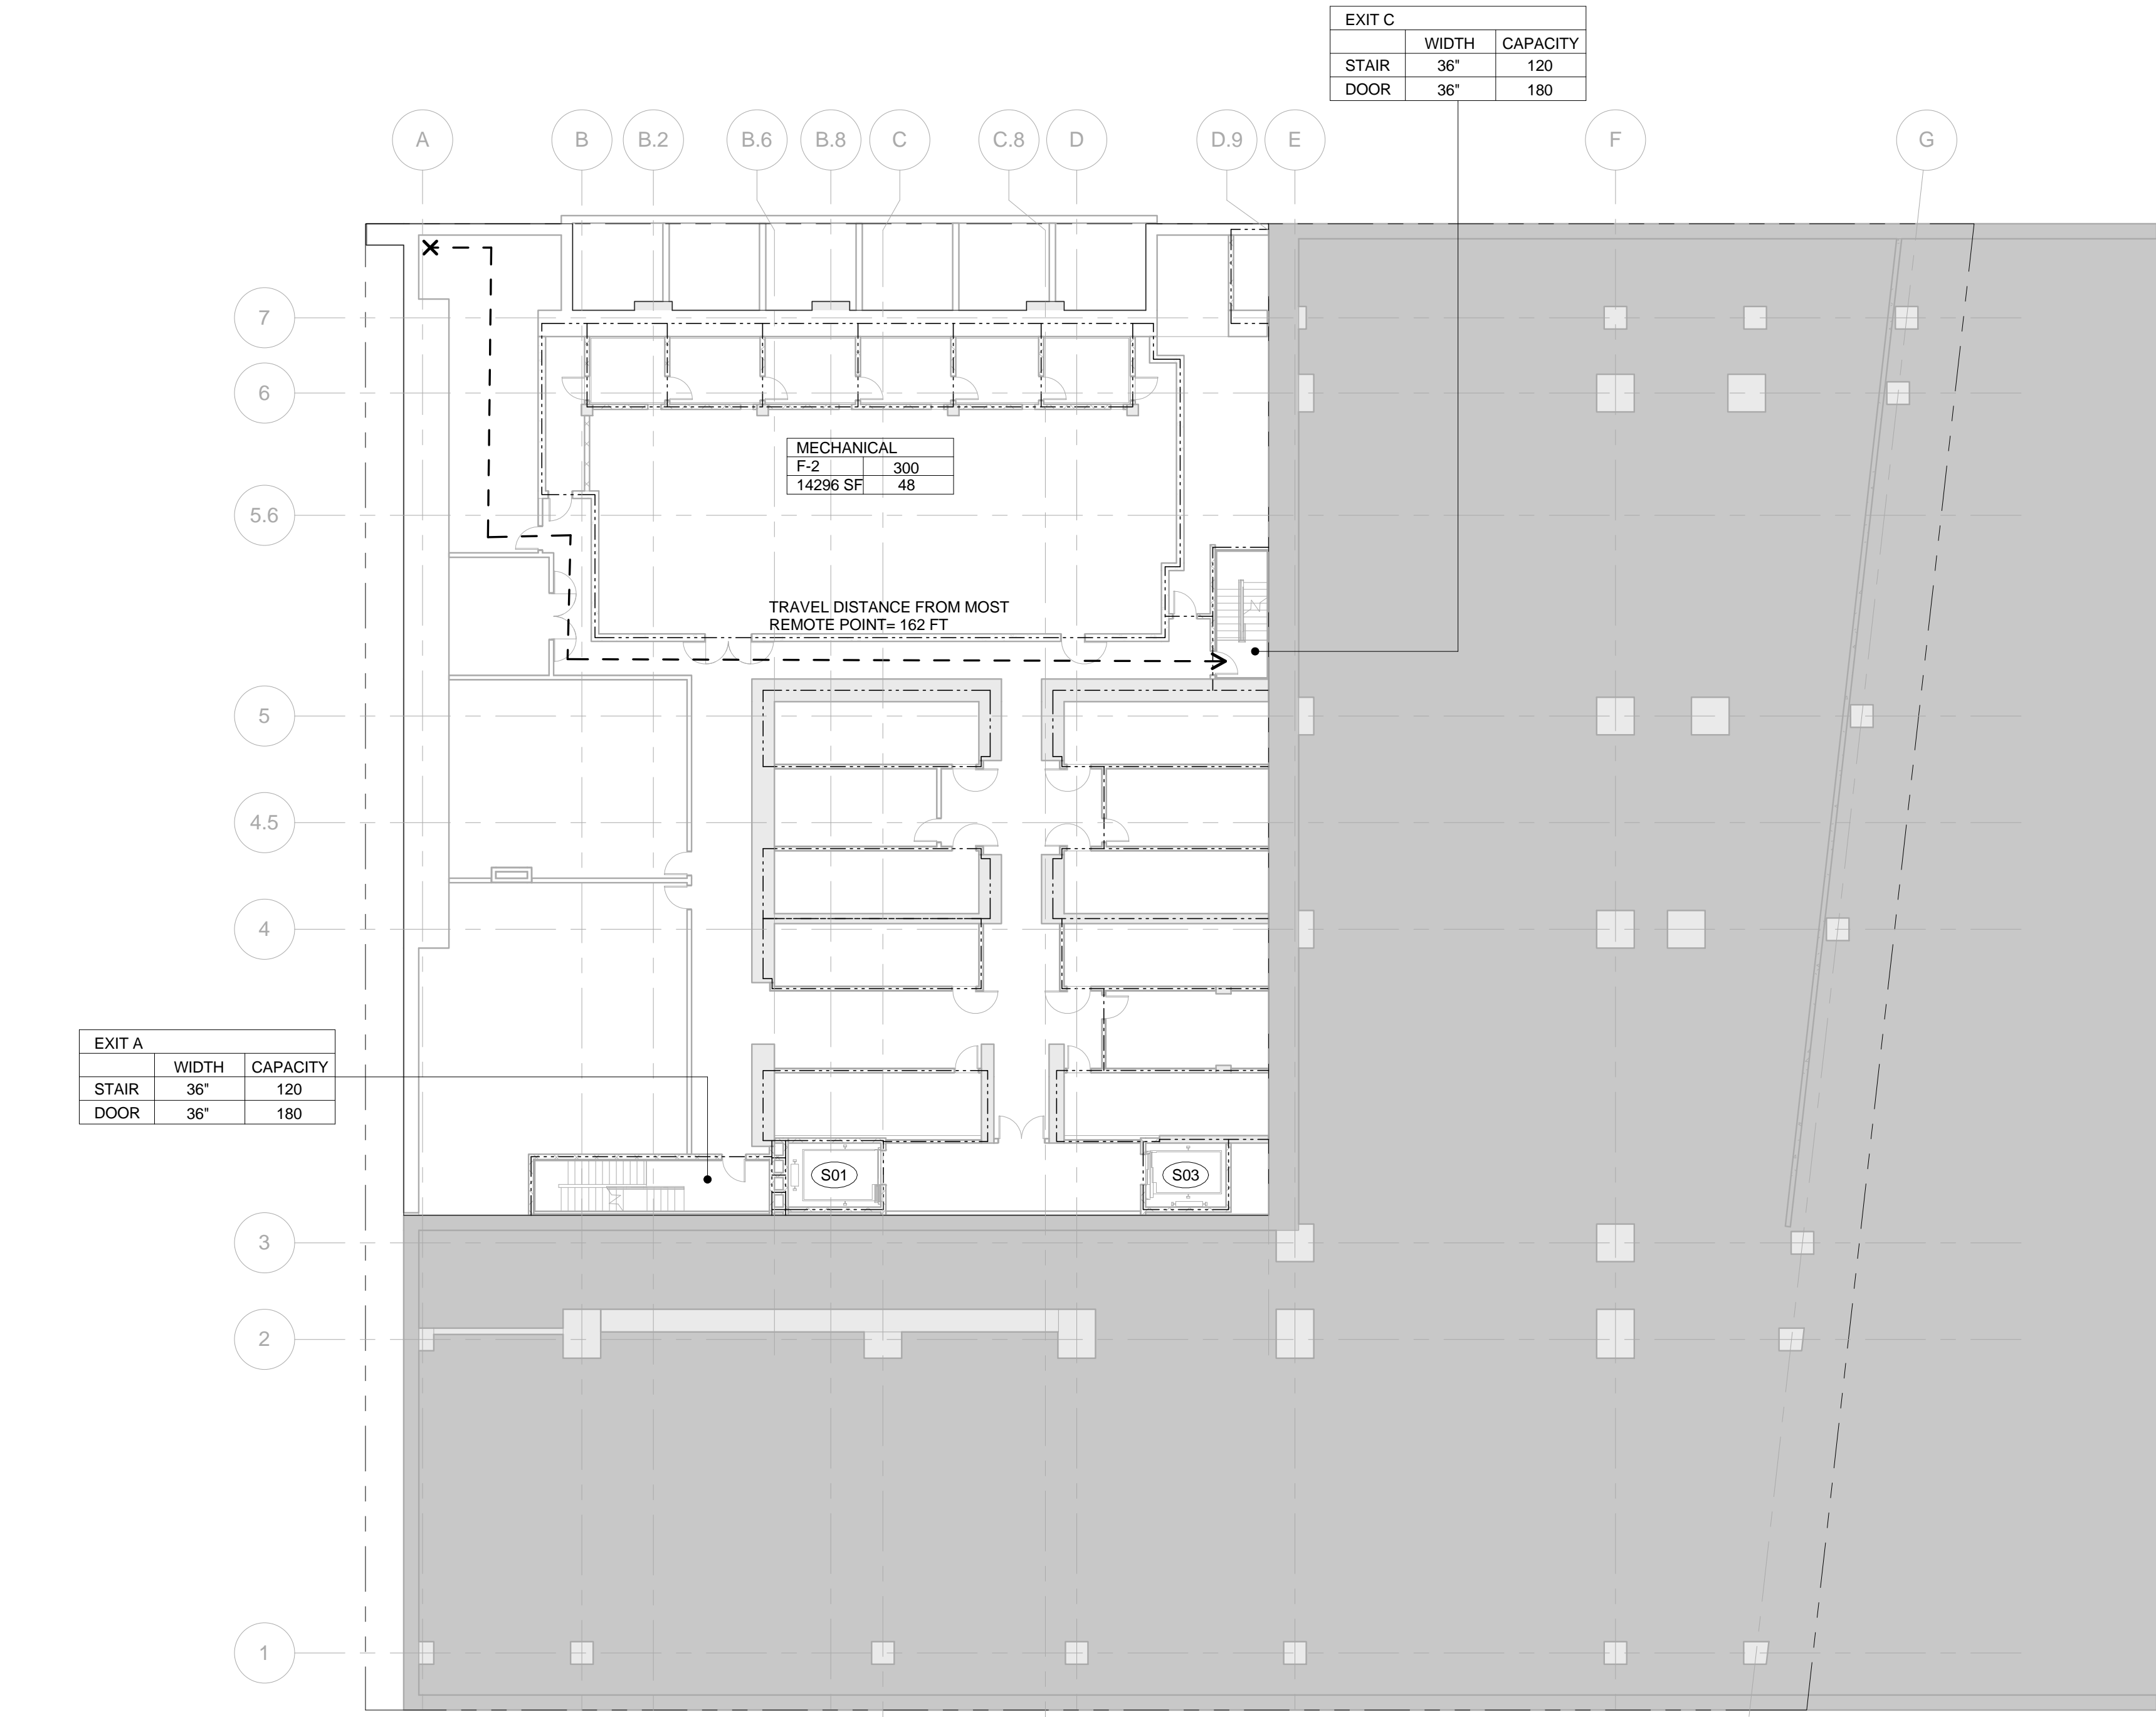 EXIT C
WIDTH CAPACITY
STAIR 36" 120
DOOR 36" 180
A B B.2 B.6 B.8 C C.8 D D.9 E F G
7
6
MECHANICAL
F-2 300
14296 SF 48
5.6
TRAVEL DISTANCE FROM MOST
REMOTE POINT= 162 FT
5
4.5
4
EXIT A
WIDTH CAPACITY
STAIR 36" 120
DOOR 36" 180
S01 S03
3
2
1